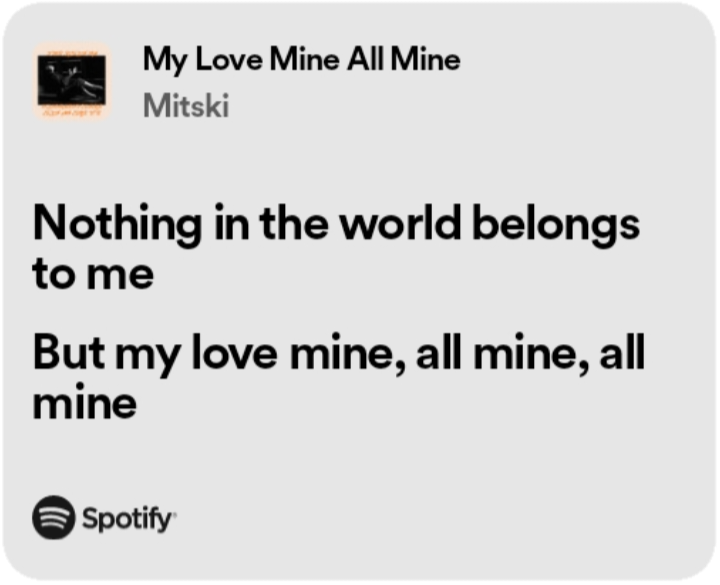 My Love Mine All Mine
Mitski
Nothing in the world belongs
to me
But my love mine, all mine, all
mine
Spotify